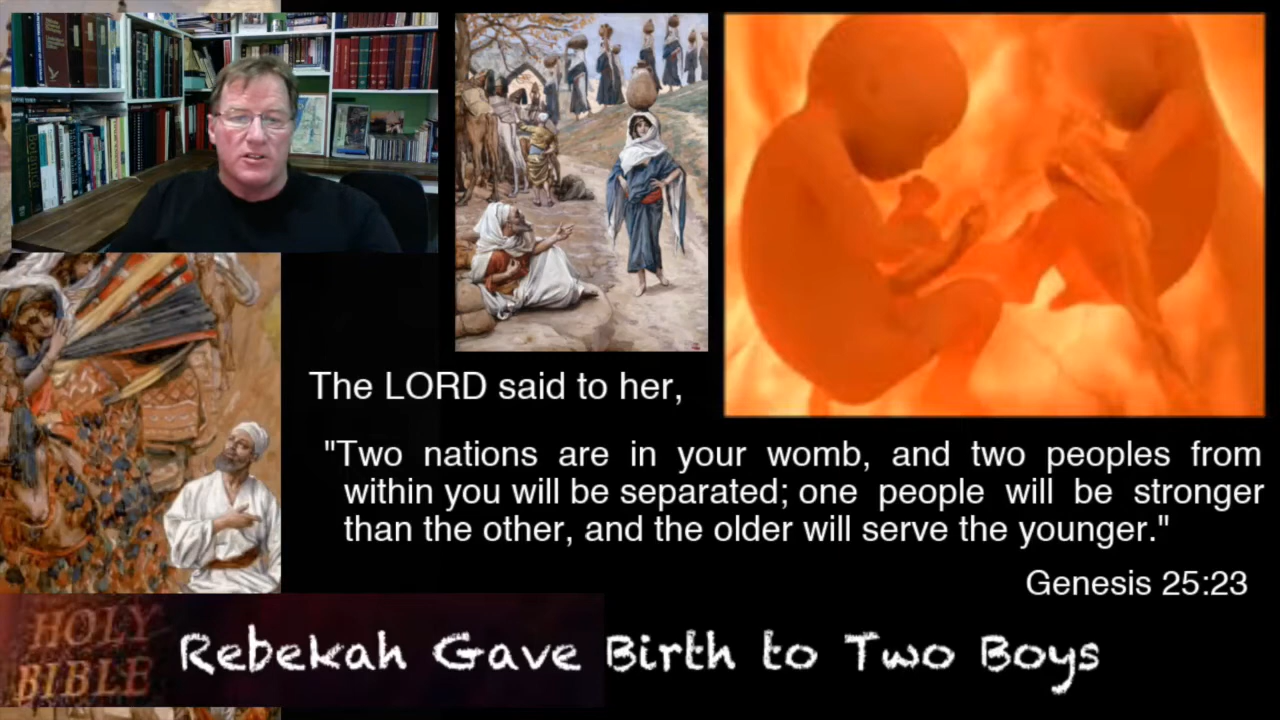 The LORD said to her,
"Two nations are in your womb, and two peoples from
within you will be separated; one people will be stronger
than the other, and the older will serve the younger."
Genesis 25:23
HOLY
BIBLE
Rebekah Gave Birth to Two Boys